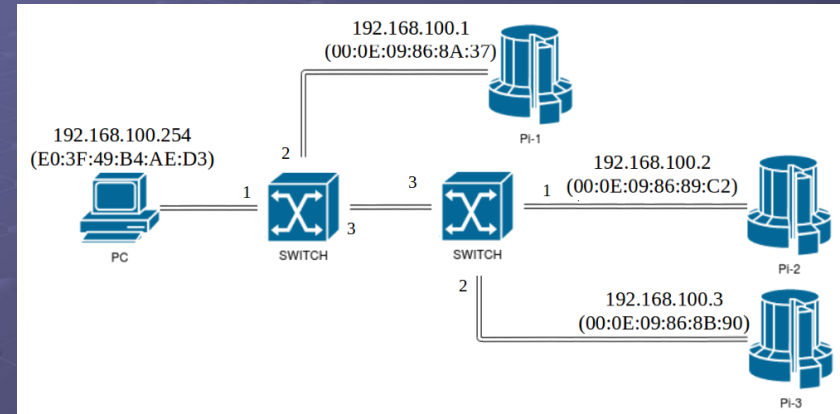 192.168.100.1
(00:0E:09:86:8A:37)
Pi-1
192.168.100.254
(E0:3F:49:B4:AE:D3)
2
1
3
3
SWITCH
PC
SWITCH
192.168.100.2
1
(00:0E:09:86:89:C2)
Pi-2
2
192.168.100.3
(00:0E:09:86:8B:90)
Pi-3